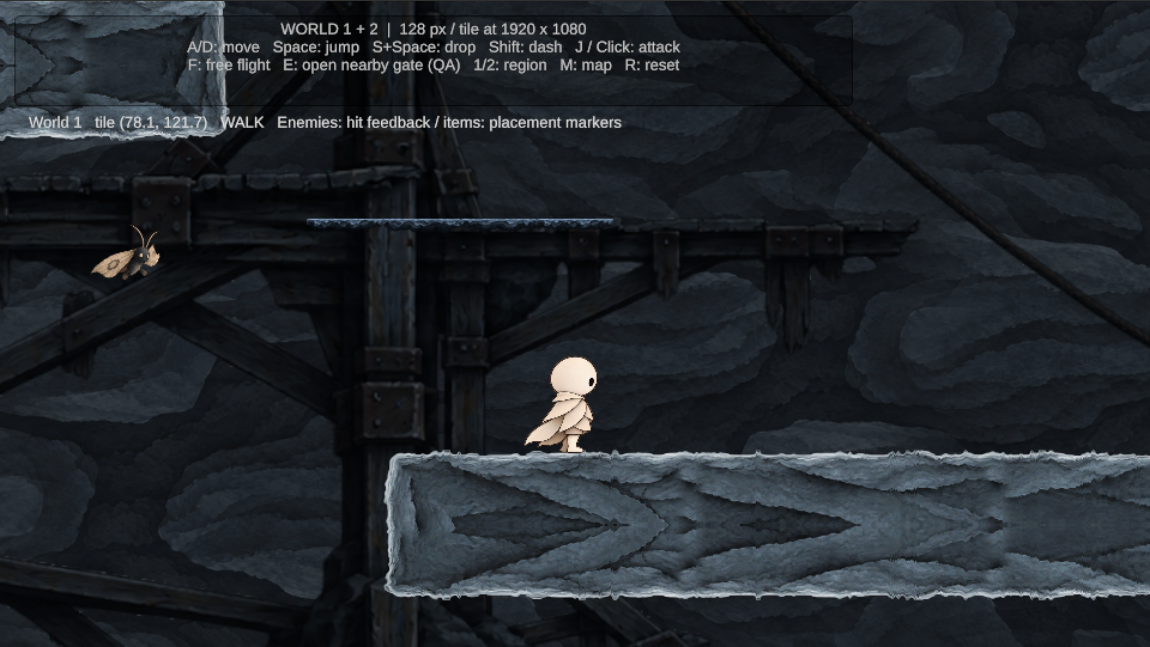 WORLD 1 + 2 | 128 px / tile at 1920 x 1080
A/D: move Space: jump S+Space: drop Shift: dash J / Click: attack
F: free flight E: open nearby gate (QA) 1/2: region M: map R: reset
World 1 tile (78.1, 121.7) WALK Enemies: hit feedback / items: placement markers